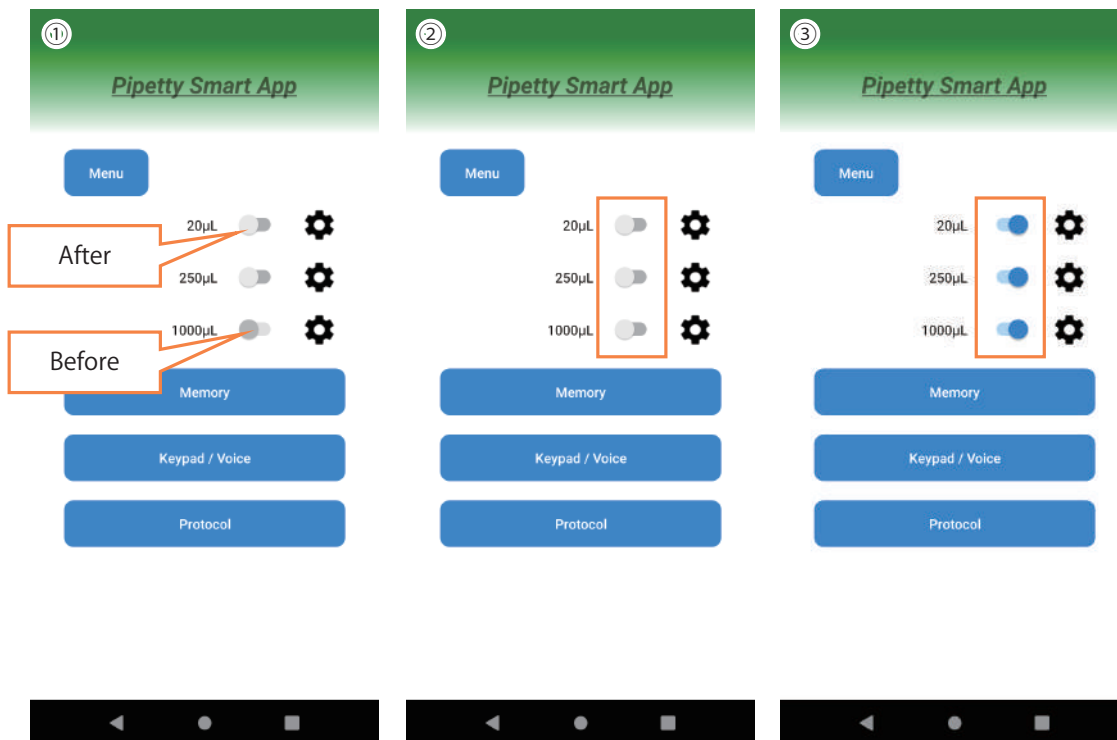 ①
Pipetty Smart App
Menu
20µL
After
250µL
1000µL
Before
Memory
Keypad / Voice
Protocol
②
Pipetty Smart App
Menu
20µL
250µL
1000µL
Memory
Keypad / Voice
Protocol
③
Pipetty Smart App
Menu
20µL
250µL
1000µL
Memory
Keypad / Voice
Protocol